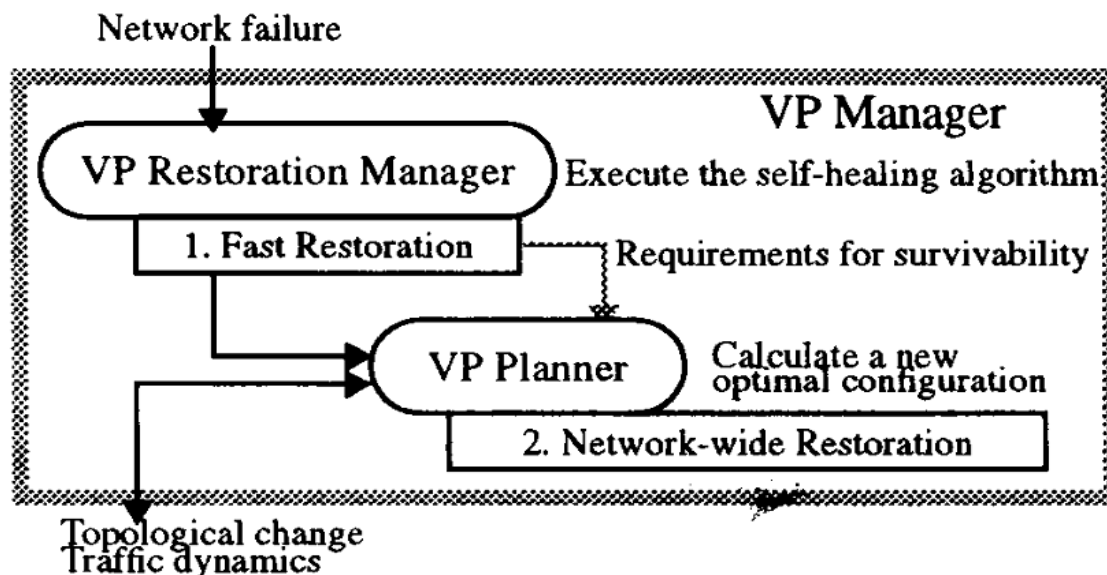 Network failure
VP Manager
VP Restoration Manager
Execute the self-healing algorithm
1. Fast Restoration
Requirements for survivability
VP Planner
Calculate a new
optimal configuration
2. Network-wide Restoration
Topological change
Traffic dynamics